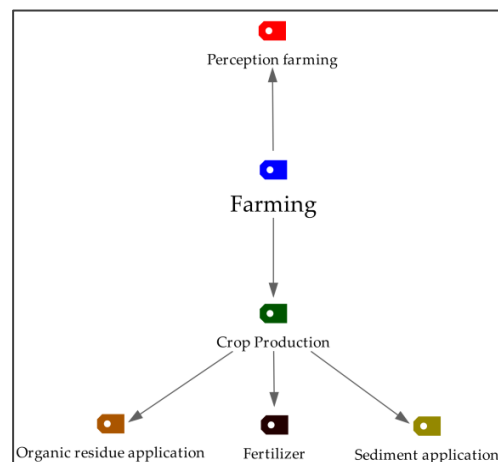 Perception farming
Farming
Crop Production
Organic residue application
Fertilizer
Sediment application